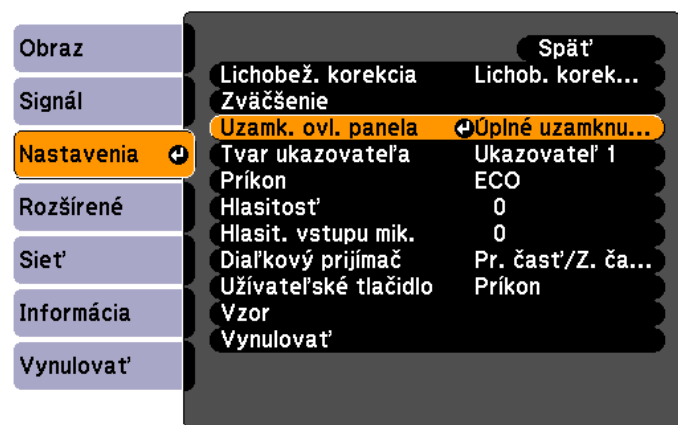 Obraz
Signál
Nastavenia
Rozšírené
Sieť
Informácia
Vynulovať
Späť
Lichobež. korekcia Lichob. korek...
Zväčšenie
Uzamk. ovl. panela Úplné uzamknu...
Tvar ukazovateľa Ukazovateľ 1
Príkon ECO
Hlasitosť 0
Hlasit. vstupu mik. 0
Diaľkový prijímač Pr. časť/Z. ča...
Užívateľské tlačidlo Príkon
Vzor
Vynulovať